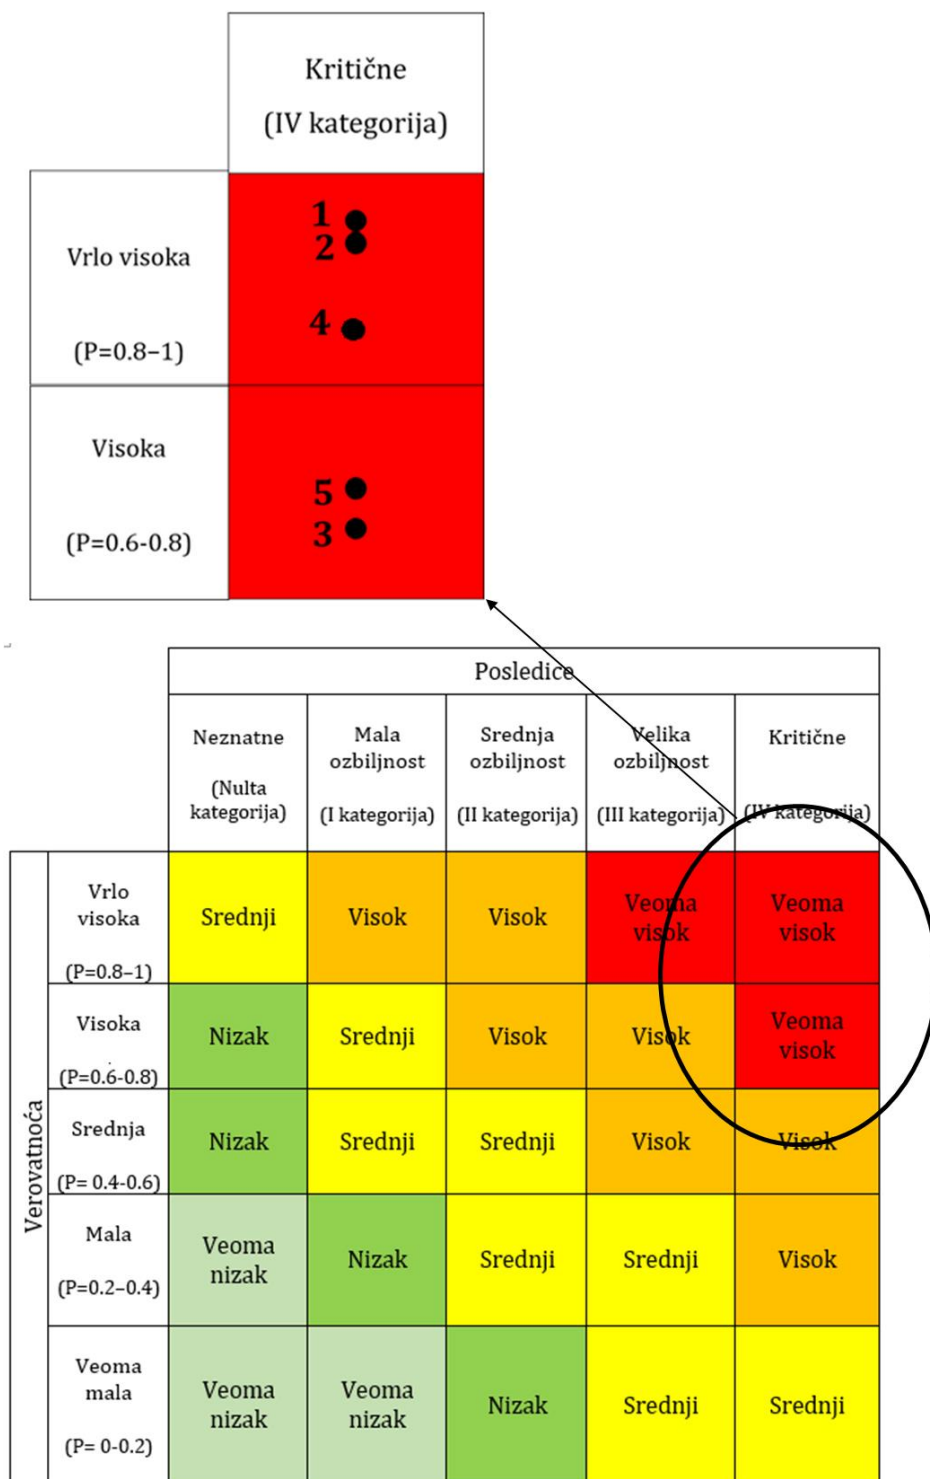 Kritične
(IV kategorija)
Vrlo visoka
(P=0.8–1)
1
2
4
Visoka
(P=0.6-0.8)
5
3
Posledice
Neznatne
(Nulta
kategorija)
Mala
ozbiljnost
(I kategorija)
Srednja
ozbiljnost
(II kategorija)
Velika
ozbiljnost
(III kategorija)
Kritične
(IV kategorija)
Verovatnoća
Vrlo
visoka
(P=0.8–1)
Srednji
Visok
Visok
Veoma
visok
Veoma
visok
Visoka
(P=0.6-0.8)
Nizak
Srednji
Visok
Visok
Veoma
visok
Srednja
(P= 0.4-0.6)
Nizak
Srednji
Srednji
Visok
Visok
Mala
(P=0.2–0.4)
Veoma
nizak
Nizak
Srednji
Srednji
Visok
Veoma
mala
(P= 0-0.2)
Veoma
nizak
Veoma
nizak
Nizak
Srednji
Srednji